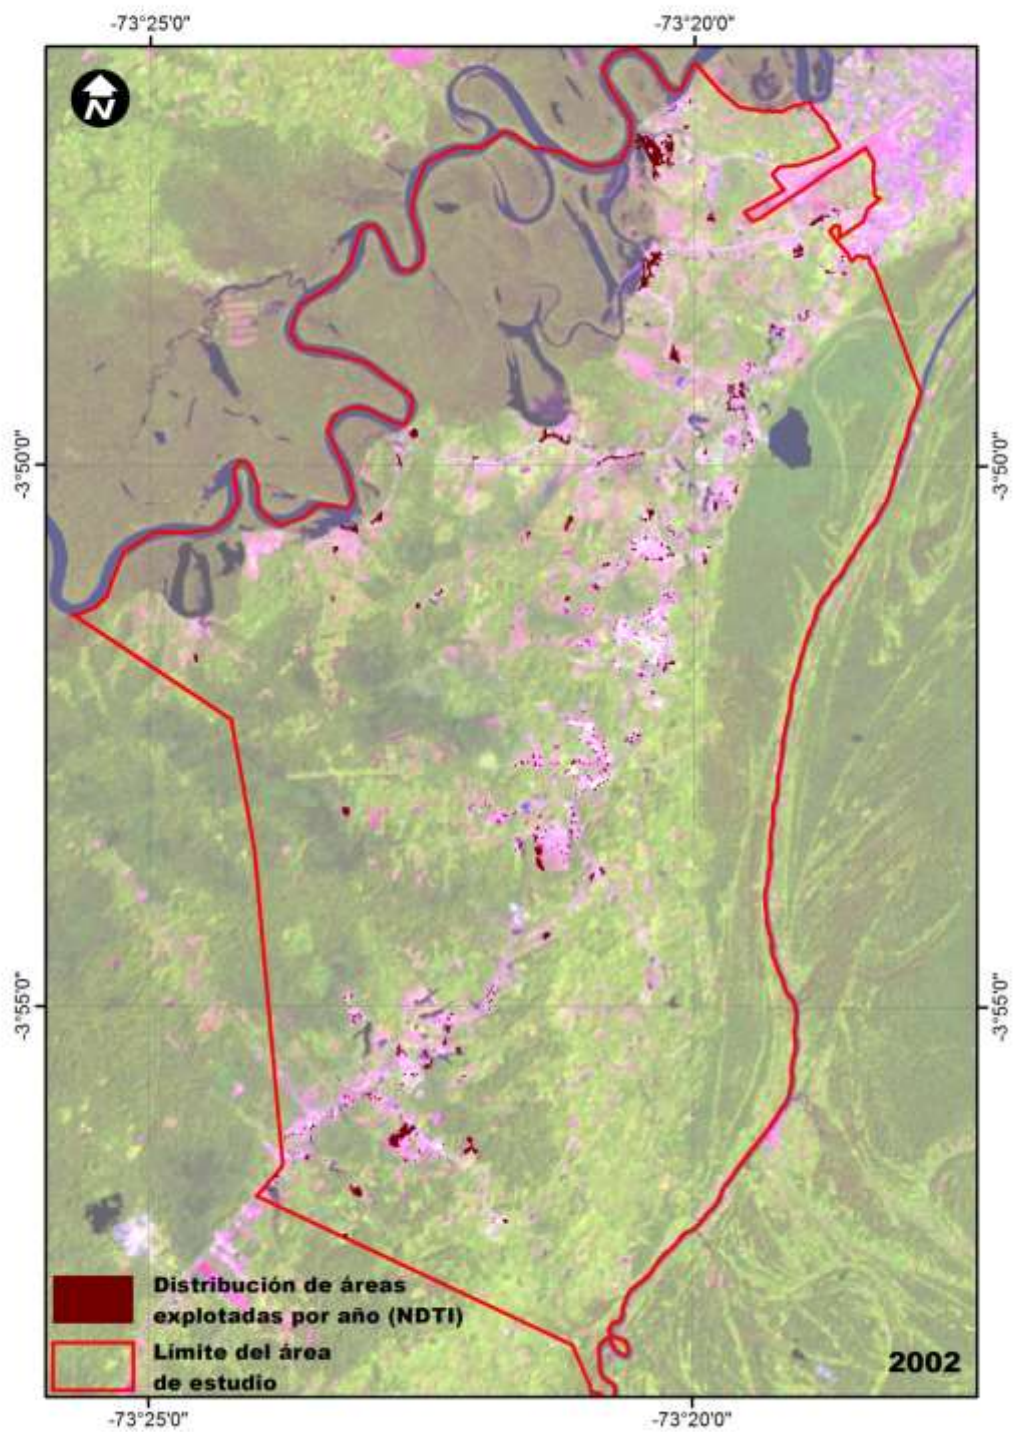 -73°25'0"
-73°20'0"
N
-3°50'0"
-3°50'0"
-3°55'0"
-3°55'0"
Distribución de áreas
explotadas por año (NDTI)
Límite del área
de estudio
2002
-73°25'0"
-73°20'0"